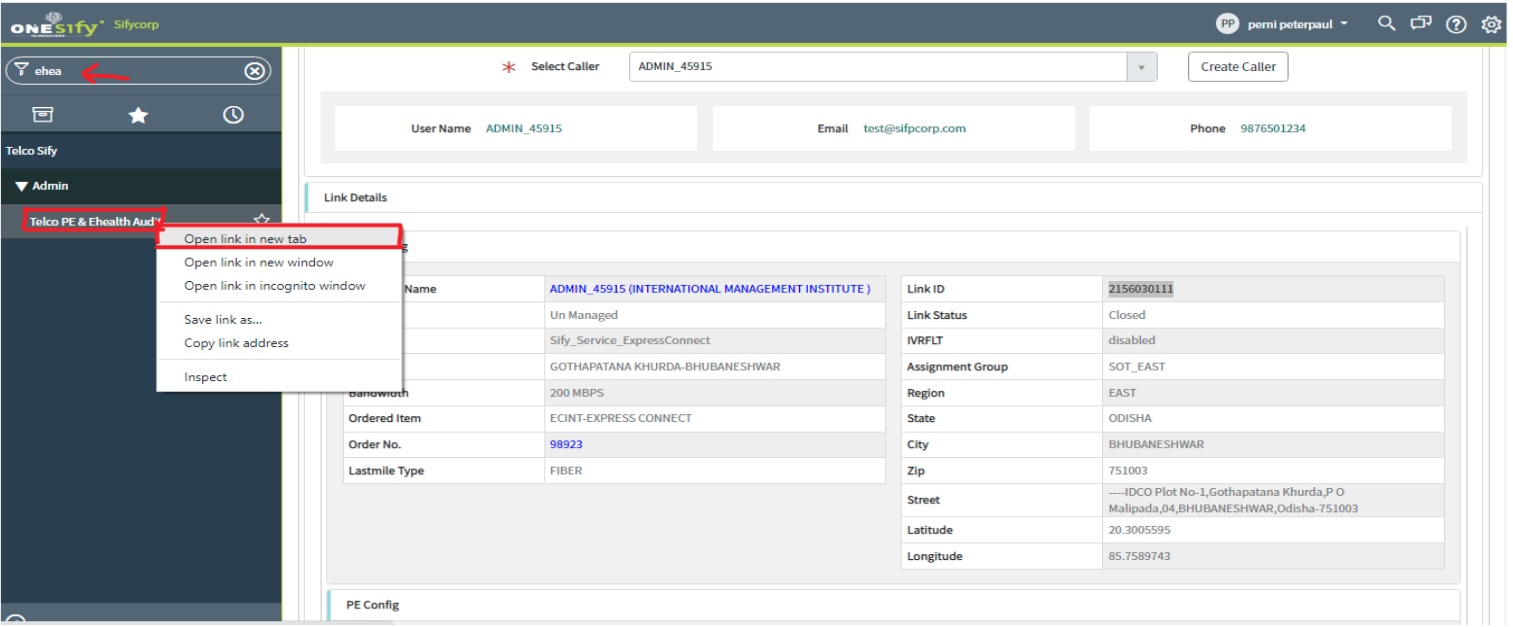 ONESIfy Sifycorp
PP perni peterpaul
ehea
Select Caller ADMIN_45915 Create Caller
User Name ADMIN_45915 Email test@sifpcorp.com Phone 9876501234
Telco Sify
Admin
Telco PE & Ehealth Audit
Link Details
Open link in new tab
Open link in new window
Open link in incognito window
Save link as...
Copy link address
Inspect
Name ADMIN_45915 (INTERNATIONAL MANAGEMENT INSTITUTE )
Un Managed
Sify_Service_ExpressConnect
GOTHAPATANA KHURDA-BHUBANESHWAR
Bandwidth 200 MBPS
Ordered Item ECINT-EXPRESS CONNECT
Order No. 98923
Lastmile Type FIBER
Link ID 2156030111
Link Status Closed
IVRFLT disabled
Assignment Group SOT_EAST
Region EAST
State ODISHA
City BHUBANESHWAR
Zip 751003
Street ----IDCO Plot No-1,Gothapatana Khurda,P O
Malipada,04,BHUBANESHWAR,Odisha-751003
Latitude 20.3005595
Longitude 85.7589743
PE Config